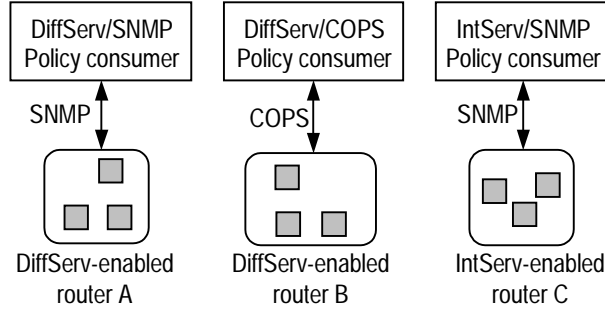 DiffServ/SNMP
Policy consumer
DiffServ/COPS
Policy consumer
IntServ/SNMP
Policy consumer
SNMP
COPS
SNMP
DiffServ-enabled
router A
DiffServ-enabled
router B
IntServ-enabled
router C